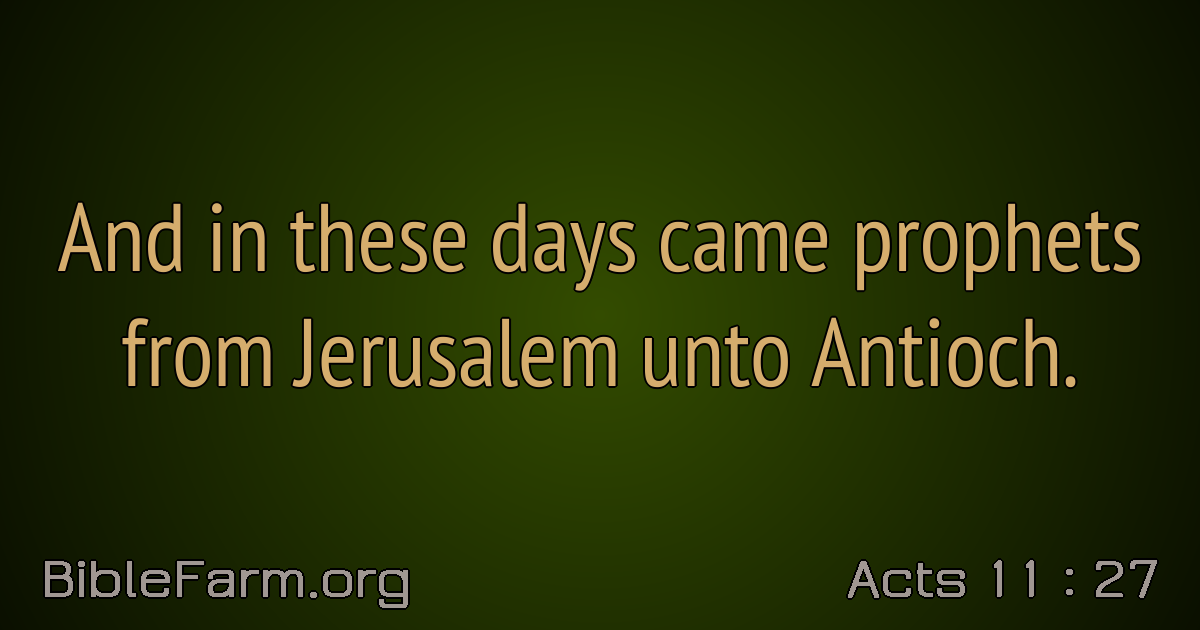 And in these days came prophets
from Jerusalem unto Antioch.
BibleFarm.org
Acts 11 : 27